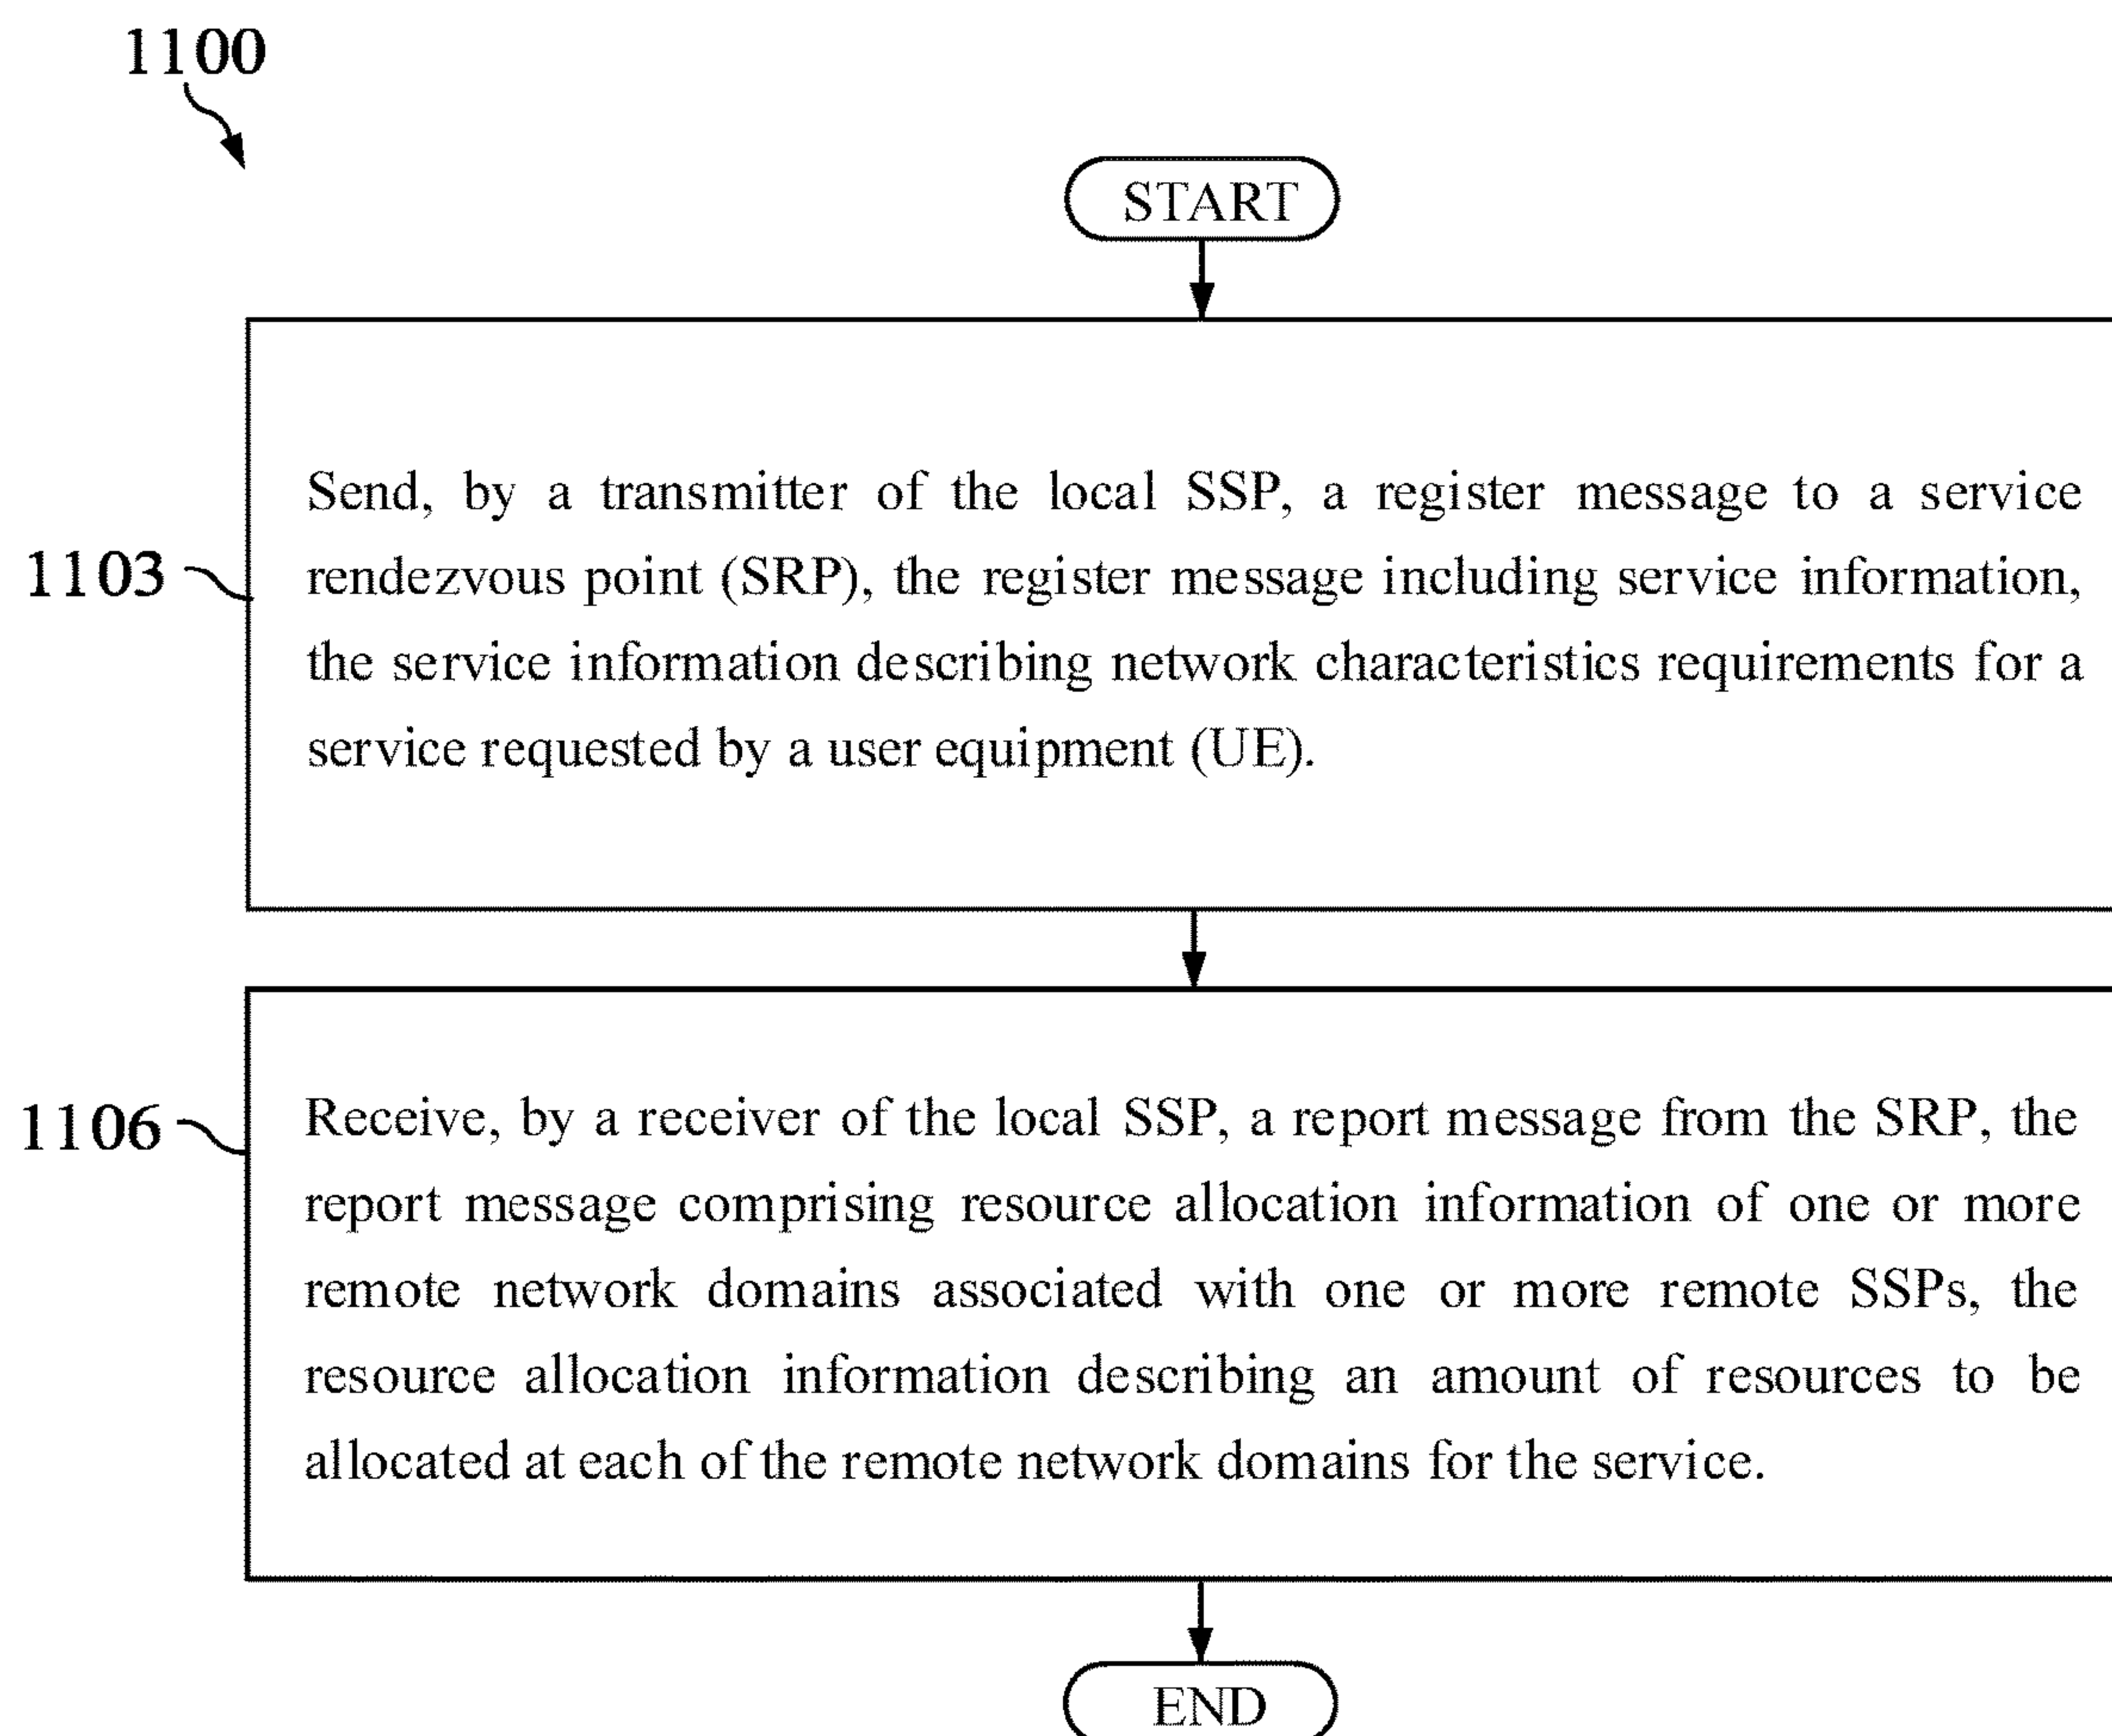 1100
START
1103
Send, by a transmitter of the local SSP, a register message to a service
rendezvous point (SRP), the register message including service information,
the service information describing network characteristics requirements for a
service requested by a user equipment (UE).
1106
Receive, by a receiver of the local SSP, a report message from the SRP, the
report message comprising resource allocation information of one or more
remote network domains associated with one or more remote SSPs, the
resource allocation information describing an amount of resources to be
allocated at each of the remote network domains for the service.
END